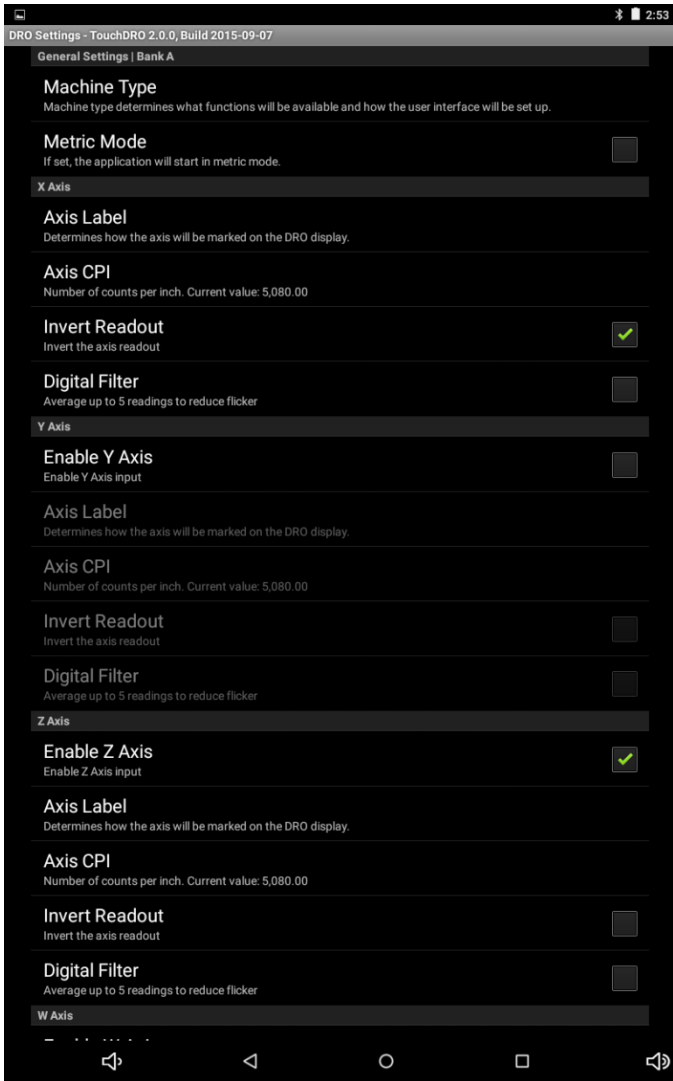 2:53
DRO Settings - TouchDRO 2.0.0, Build 2015-09-07
General Settings | Bank A
Machine Type
Machine type determines what functions will be available and how the user interface will be set up.
Metric Mode
If set, the application will start in metric mode.
X Axis
Axis Label
Determines how the axis will be marked on the DRO display.
Axis CPI
Number of counts per inch. Current value: 5,080.00
Invert Readout
Invert the axis readout
Digital Filter
Average up to 5 readings to reduce flicker
Y Axis
Enable Y Axis
Enable Y Axis input
Axis Label
Determines how the axis will be marked on the DRO display.
Axis CPI
Number of counts per inch. Current value: 5,080.00
Invert Readout
Invert the axis readout
Digital Filter
Average up to 5 readings to reduce flicker
Z Axis
Enable Z Axis
Enable Z Axis input
Axis Label
Determines how the axis will be marked on the DRO display.
Axis CPI
Number of counts per inch. Current value: 5,080.00
Invert Readout
Invert the axis readout
Digital Filter
Average up to 5 readings to reduce flicker
W Axis